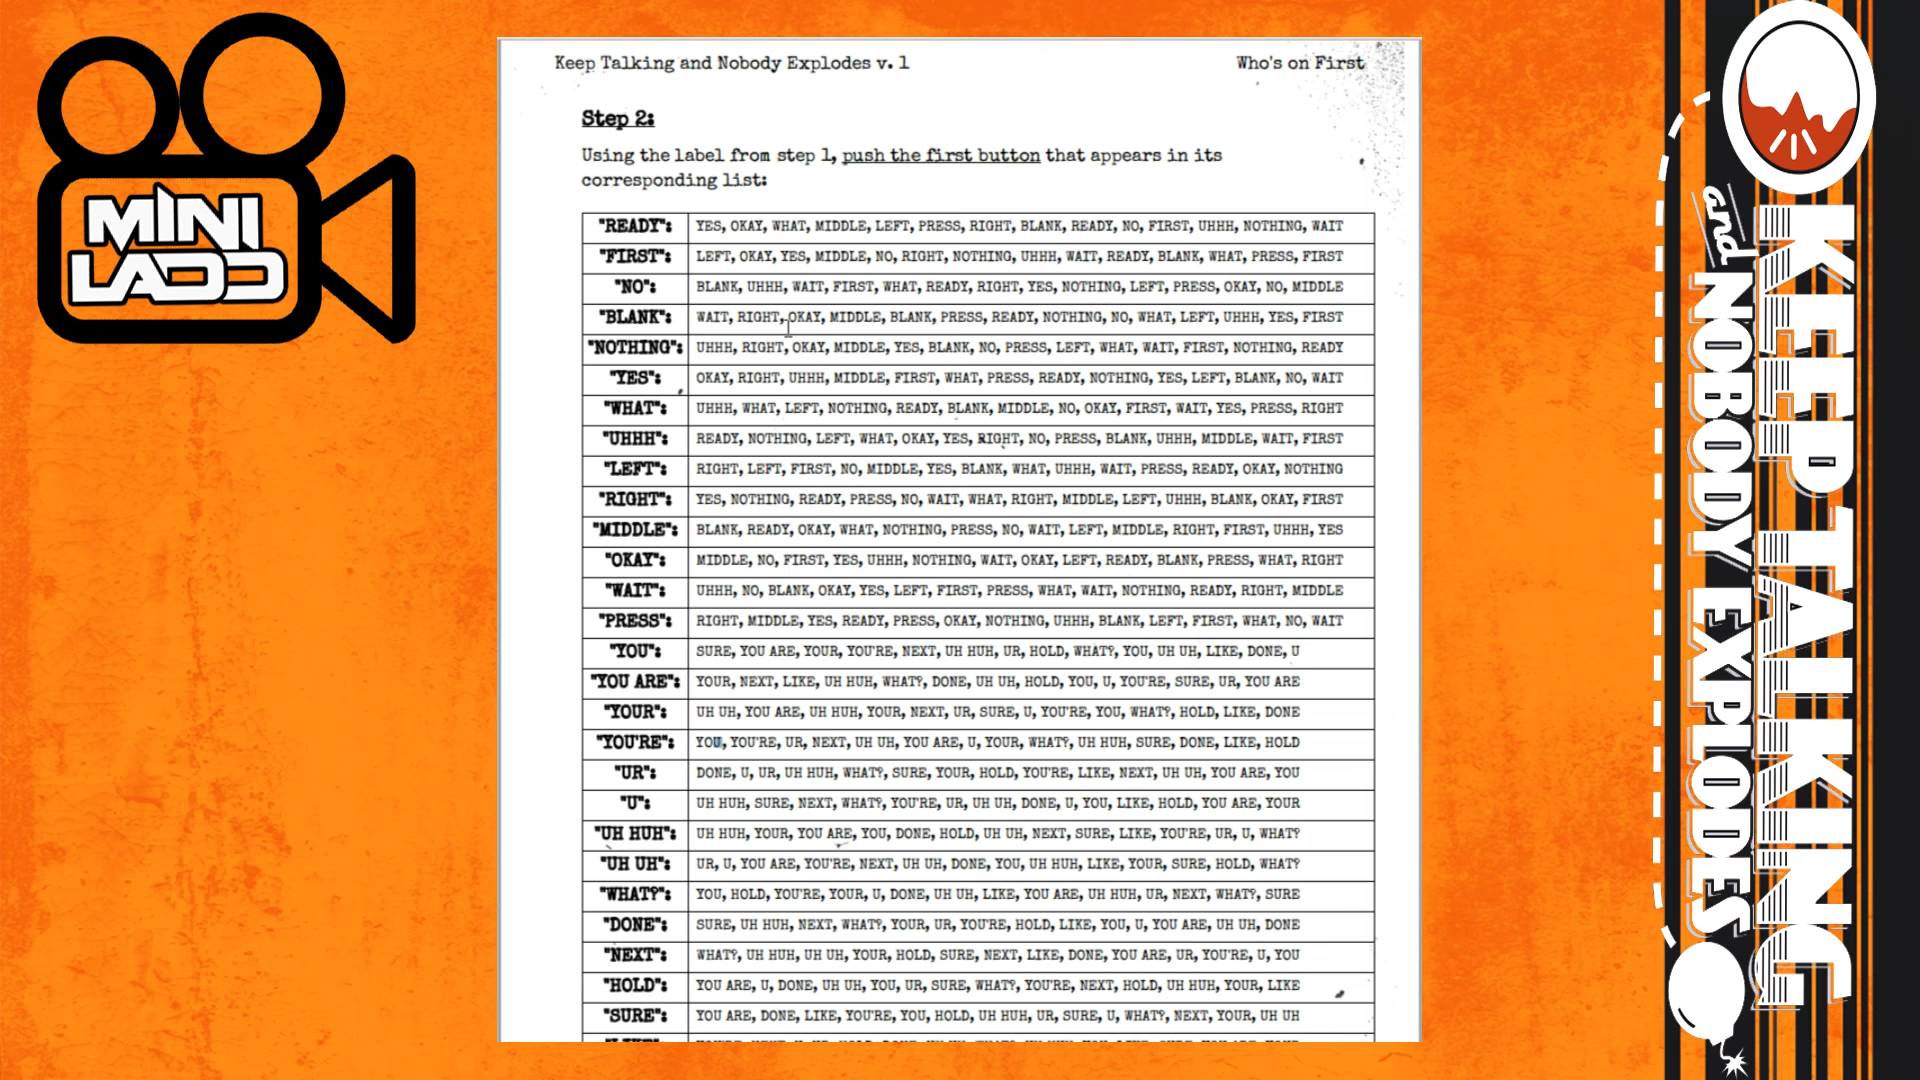 MINI
LADD
Keep Talking and Nobody Explodes v. 1
Who's on First
Step 2:
Using the label from step 1, push the first button that appears in its
corresponding list:
"READY": YES, OKAY, WHAT, MIDDLE, LEFT, PRESS, RIGHT, BLANK, READY, NO, FIRST, UHHH, NOTHING, WAIT
"FIRST": LEFT, OKAY, YES, MIDDLE, NO, RIGHT, NOTHING, UHHH, WAIT, READY, BLANK, WHAT, PRESS, FIRST
"NO": BLANK, UHHH, WAIT, FIRST, WHAT, READY, RIGHT, YES, NOTHING, LEFT, PRESS, OKAY, NO, MIDDLE
"BLANK": WAIT, RIGHT, OKAY, MIDDLE, BLANK, PRESS, READY, NOTHING, NO, WHAT, LEFT, UHHH, YES, FIRST
"NOTHING": UHHH, RIGHT, OKAY, MIDDLE, YES, BLANK, NO, PRESS, LEFT, WHAT, WAIT, FIRST, NOTHING, READY
"YES": OKAY, RIGHT, UHHH, MIDDLE, FIRST, WHAT, PRESS, READY, NOTHING, YES, LEFT, BLANK, NO, WAIT
"WHAT": UHHH, WHAT, LEFT, NOTHING, READY, BLANK, MIDDLE, NO, OKAY, FIRST, WAIT, YES, PRESS, RIGHT
"UHHH": READY, NOTHING, LEFT, WHAT, OKAY, YES, RIGHT, NO, PRESS, BLANK, UHHH, MIDDLE, WAIT, FIRST
"LEFT": RIGHT, LEFT, FIRST, NO, MIDDLE, YES, BLANK, WHAT, UHHH, WAIT, PRESS, READY, OKAY, NOTHING
"RIGHT": YES, NOTHING, READY, PRESS, NO, WAIT, WHAT, RIGHT, MIDDLE, LEFT, UHHH, BLANK, OKAY, FIRST
"MIDDLE": BLANK, READY, OKAY, WHAT, NOTHING, PRESS, NO, WAIT, LEFT, MIDDLE, RIGHT, FIRST, UHHH, YES
"OKAY": MIDDLE, NO, FIRST, YES, UHHH, NOTHING, WAIT, OKAY, LEFT, READY, BLANK, PRESS, WHAT, RIGHT
"WAIT": UHHH, NO, BLANK, OKAY, YES, LEFT, FIRST, PRESS, WHAT, WAIT, NOTHING, READY, RIGHT, MIDDLE
"PRESS": RIGHT, MIDDLE, YES, READY, PRESS, OKAY, NOTHING, UHHH, BLANK, LEFT, FIRST, WHAT, NO, WAIT
"YOU": SURE, YOU ARE, YOUR, YOU'RE, NEXT, UH HUH, UR, HOLD, WHAT?, YOU, UH UH, LIKE, DONE, U
"YOU ARE": YOUR, NEXT, LIKE, UH HUH, WHAT?, DONE, UH UH, HOLD, YOU, U, YOU'RE, SURE, UR, YOU ARE
"YOUR": UH UH, YOU ARE, UH HUH, YOUR, NEXT, UR, SURE, U, YOU'RE, YOU, WHAT?, HOLD, LIKE, DONE
"YOU'RE": YOU, YOU'RE, UR, NEXT, UH UH, YOU ARE, U, YOUR, WHAT?, UH HUH, SURE, DONE, LIKE, HOLD
"UR": DONE, U, UR, UH HUH, WHAT?, SURE, YOUR, HOLD, YOU'RE, LIKE, NEXT, UH UH, YOU ARE, YOU
"U": UH HUH, SURE, NEXT, WHAT?, YOU'RE, UR, UH UH, DONE, U, YOU, LIKE, HOLD, YOU ARE, YOUR
"UH HUH": UH HUH, YOUR, YOU ARE, YOU, DONE, HOLD, UH UH, NEXT, SURE, LIKE, YOU'RE, UR, U, WHAT?
"UH UH": UR, U, YOU ARE, YOU'RE, NEXT, UH UH, DONE, YOU, UH HUH, LIKE, YOUR, SURE, HOLD, WHAT?
"WHAT?": YOU, HOLD, YOU'RE, YOUR, U, DONE, UH UH, LIKE, YOU ARE, UH HUH, UR, NEXT, WHAT?, SURE
"DONE": SURE, UH HUH, NEXT, WHAT?, YOUR, UR, YOU'RE, HOLD, LIKE, YOU, U, YOU ARE, UH UH, DONE
"NEXT": WHAT?, UH HUH, UH UH, YOUR, HOLD, SURE, NEXT, LIKE, DONE, YOU ARE, UR, YOU'RE, U, YOU
"HOLD": YOU ARE, U, DONE, UH UH, YOU, UR, SURE, WHAT?, YOU'RE, NEXT, HOLD, UH HUH, YOUR, LIKE
"SURE": YOU ARE, DONE, LIKE, YOU'RE, YOU, HOLD, UH HUH, UR, SURE, U, WHAT?, NEXT, YOUR, UH UH
KEEP TALKING
and NOBODY EXPLODES